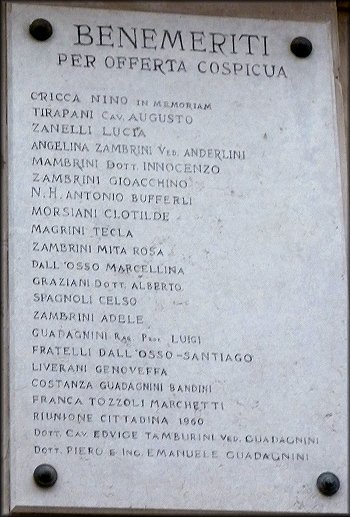 BENEMERITI
PER OFFERTA COSPICUA
CRICCA NINO IN MEMORIAM
TIRAPANI CAV. AUGUSTO
ZANELLI LUCIA
ANGELINA ZAMBRINI VED. ANDERLINI
MAMBRINI DOTT. INNOCENZO
ZAMBRINI GIOACCHINO
N.H. ANTONIO BUFFERLI
MORSIANI CLOTILDE
MAGRINI TECLA
ZAMBRINI MITA ROSA
DALL'OSSO MARCELLINA
GRAZIANI DOTT. ALBERTO
SPAGNOLI CELSO
ZAMBRINI ADELE
GUADAGNINI RAG. PROF. LUIGI
FRATELLI DALL'OSSO-SANTIAGO
LIVERANI GENOVEFFA
COSTANZA GUADAGNINI BANDINI
FRANCA TOZZOLI MARCHETTI
RIUNIONE CITTADINA 1960
DOTT. CAV EDVIGE TAMBURINI VED. GUADAGNINI
DOTT. PIERO E ING. EMANUELE GUADAGNINI